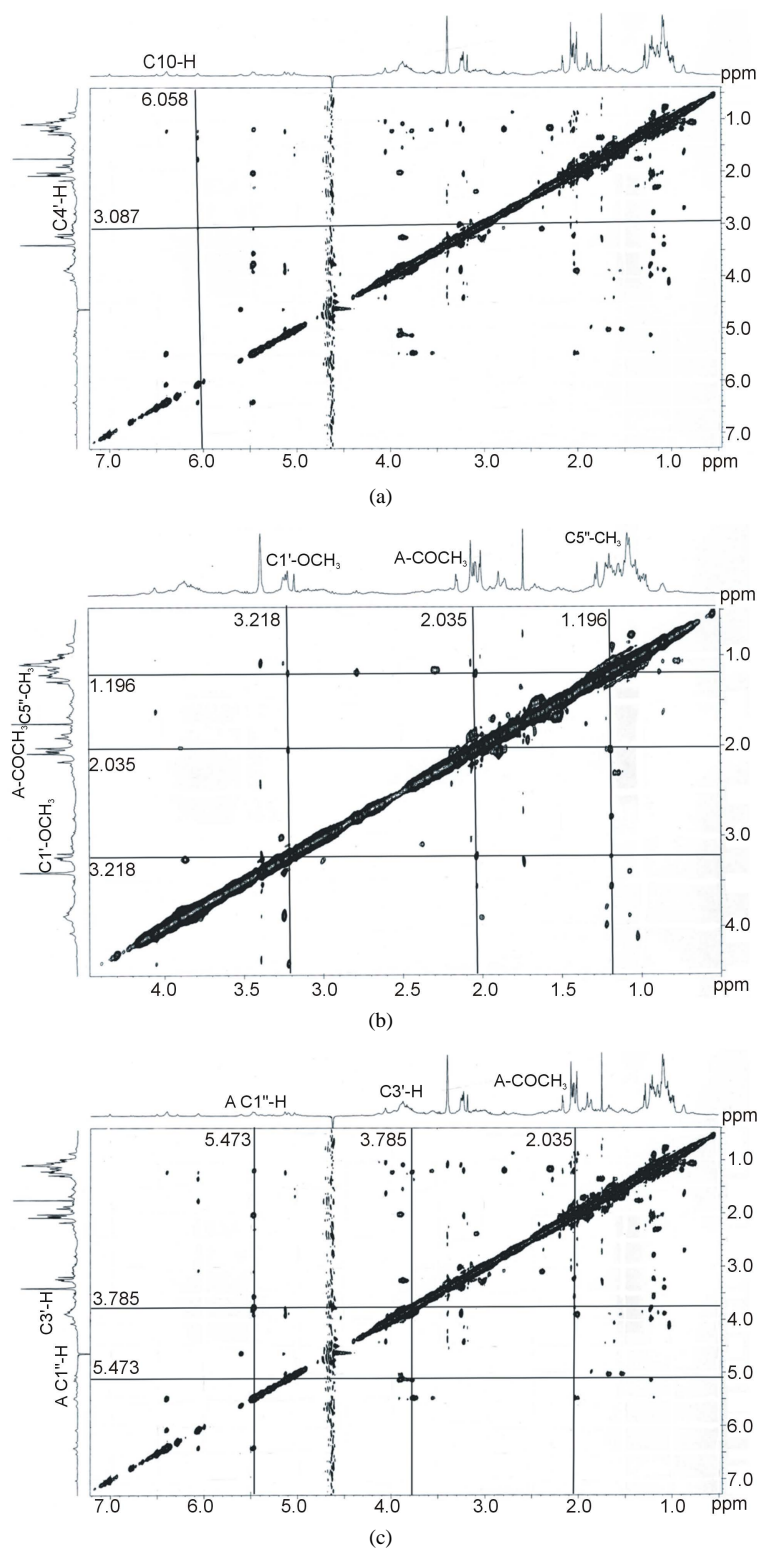 C10-H
ppm
6.058
1.0
2.0
C4'-H
3.087
3.0
4.0
5.0
6.0
7.0
7.0 6.0 5.0 4.0 3.0 2.0 1.0 ppm
(a)
C1'-OCH3 A-COCH3 C5"-CH3
ppm
3.218 2.035 1.196
1.0
C5"-CH3
1.196
A-COCH3
2.0
2.035
3.0
C1'-OCH3
3.218
4.0
4.0 3.5 3.0 2.5 2.0 1.5 1.0 ppm
(b)
A C1"-H C3'-H A-COCH3
ppm
5.473 3.785 2.035
1.0
2.0
3.0
C3'-H
3.785
4.0
A C1"-H
5.473
5.0
6.0
7.0
7.0 6.0 5.0 4.0 3.0 2.0 1.0 ppm
(c)